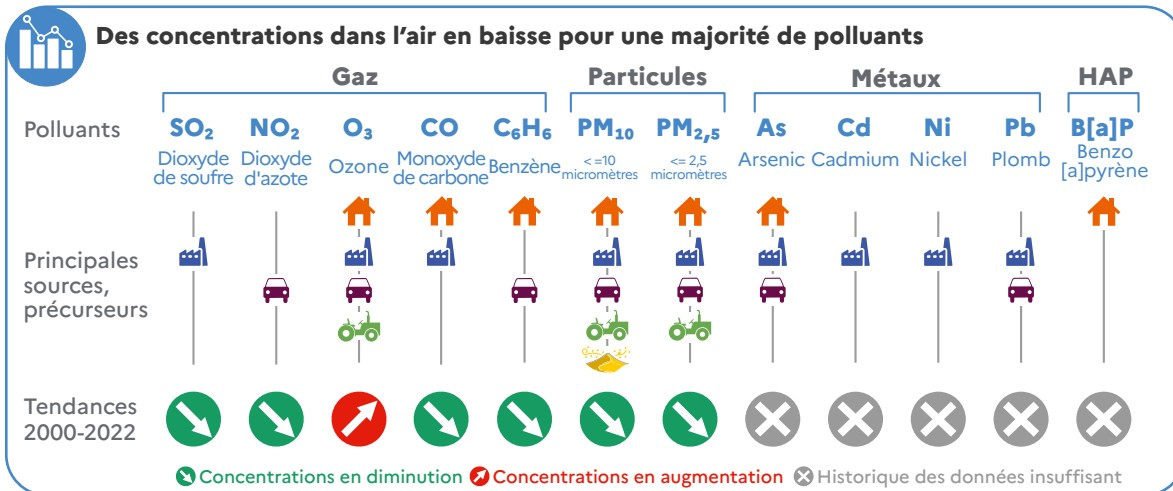 Des concentrations dans l'air en baisse pour une majorité de polluants
Gaz Particules Métaux HAP
Polluants SO₂ NO₂ O₃ CO C₆H₆ PM₁₀ PM₂,₅ As Cd Ni Pb B[a]P
Dioxyde de soufre
Dioxyde d'azote
Ozone
Monoxyde de carbone
Benzène
<=10 micromètres
<= 2,5 micromètres
Arsenic
Cadmium
Nickel
Plomb
Benzo [a]pyrène
Principales
sources,
précurseurs
Tendances
2000-2022
Concentrations en diminution Concentrations en augmentation Historique des données insuffisant